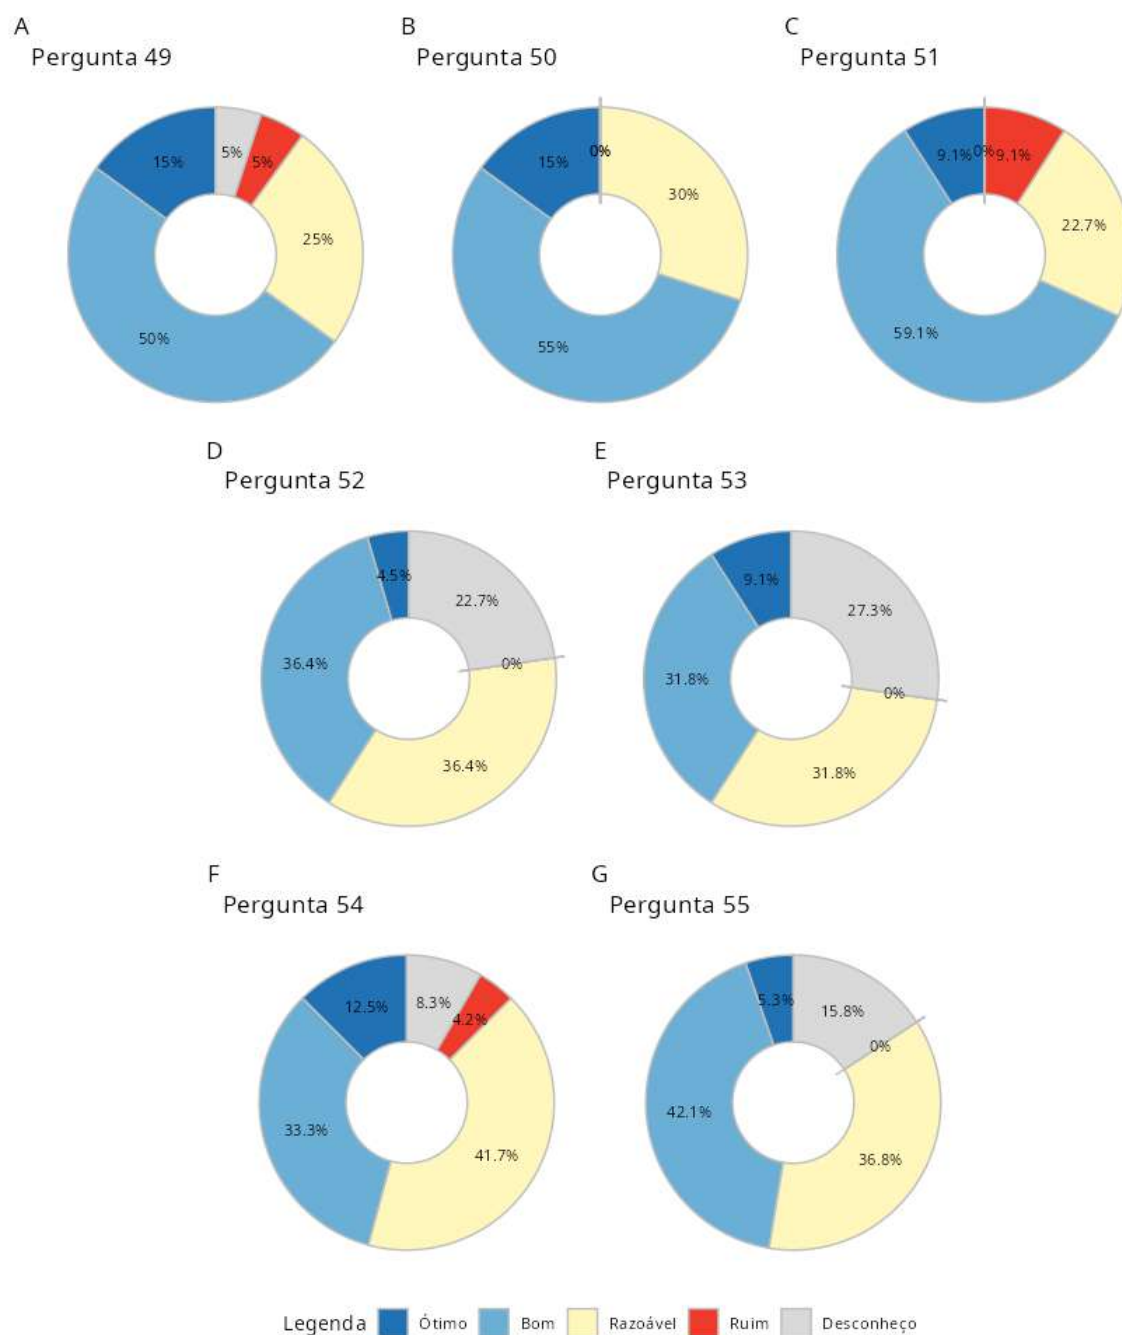 A B C
Pergunta 49 Pergunta 50 Pergunta 51
15% 5% 5% 25% 50%
15% 0% 30% 55%
9.1% 0% 9.1% 22.7% 59.1%
D E
Pergunta 52 Pergunta 53
4.5% 22.7% 0% 36.4% 36.4%
9.1% 27.3% 0% 31.8% 31.8%
F G
Pergunta 54 Pergunta 55
12.5% 8.3% 4.2% 33.3% 41.7%
5.3% 15.8% 0% 42.1% 36.8%
Legenda Ótimo Bom Razoável Ruim Desconheço